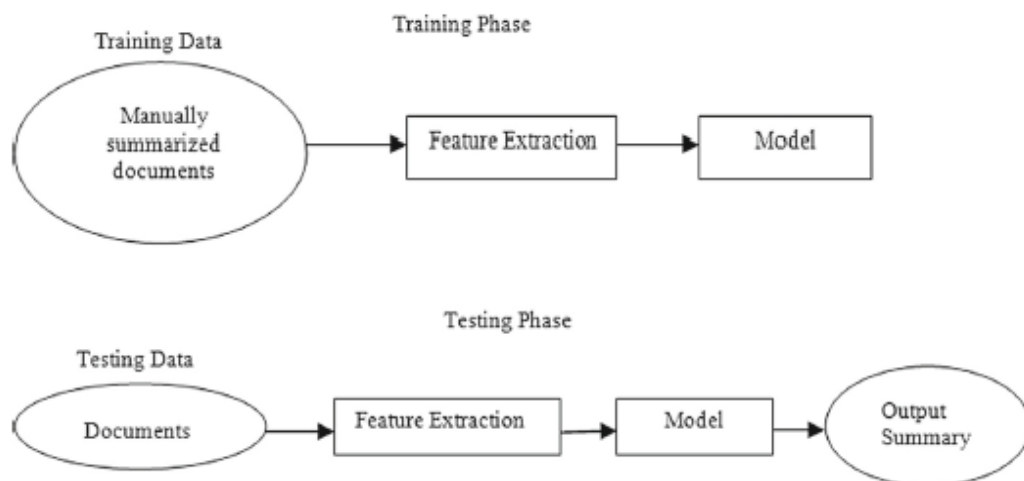 Training Phase
Training Data
Manually
summarized
documents
Feature Extraction
Model
Testing Phase
Testing Data
Documents
Feature Extraction
Model
Output
Summary